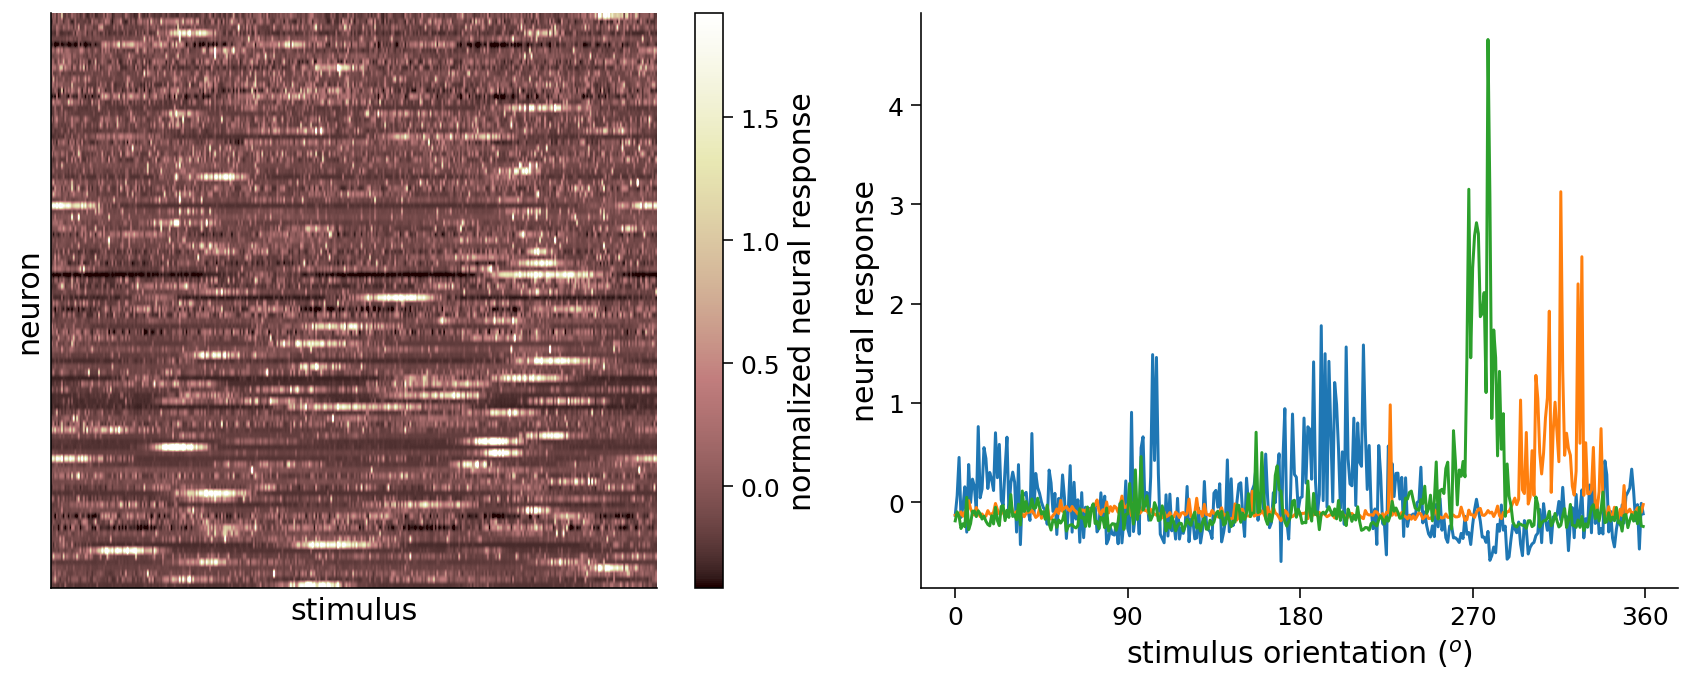 neuron
stimulus
1.5
1.0
0.5
0.0
normalized neural response
neural response
4
3
2
1
0
0 90 180 270 360
stimulus orientation (°)